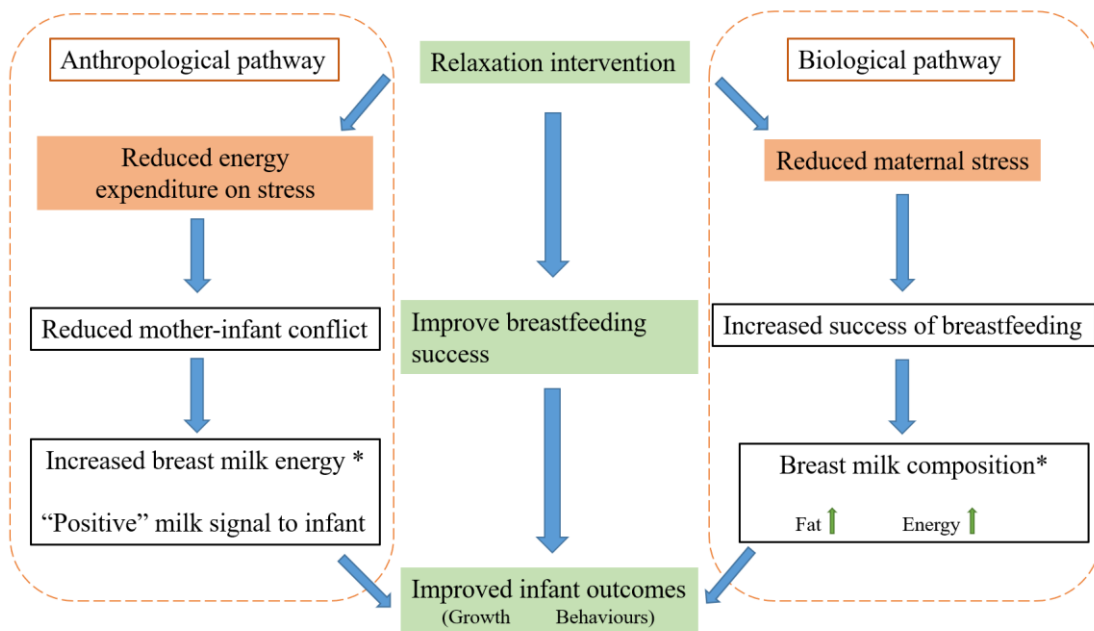 Anthropological pathway
Relaxation intervention
Biological pathway
Reduced energy
expenditure on stress
Reduced maternal stress
Reduced mother-infant conflict
Improve breastfeeding
success
Increased success of breastfeeding
Increased breast milk energy *
“Positive” milk signal to infant
Breast milk composition*
Fat Energy
Improved infant outcomes
(Growth Behaviours)